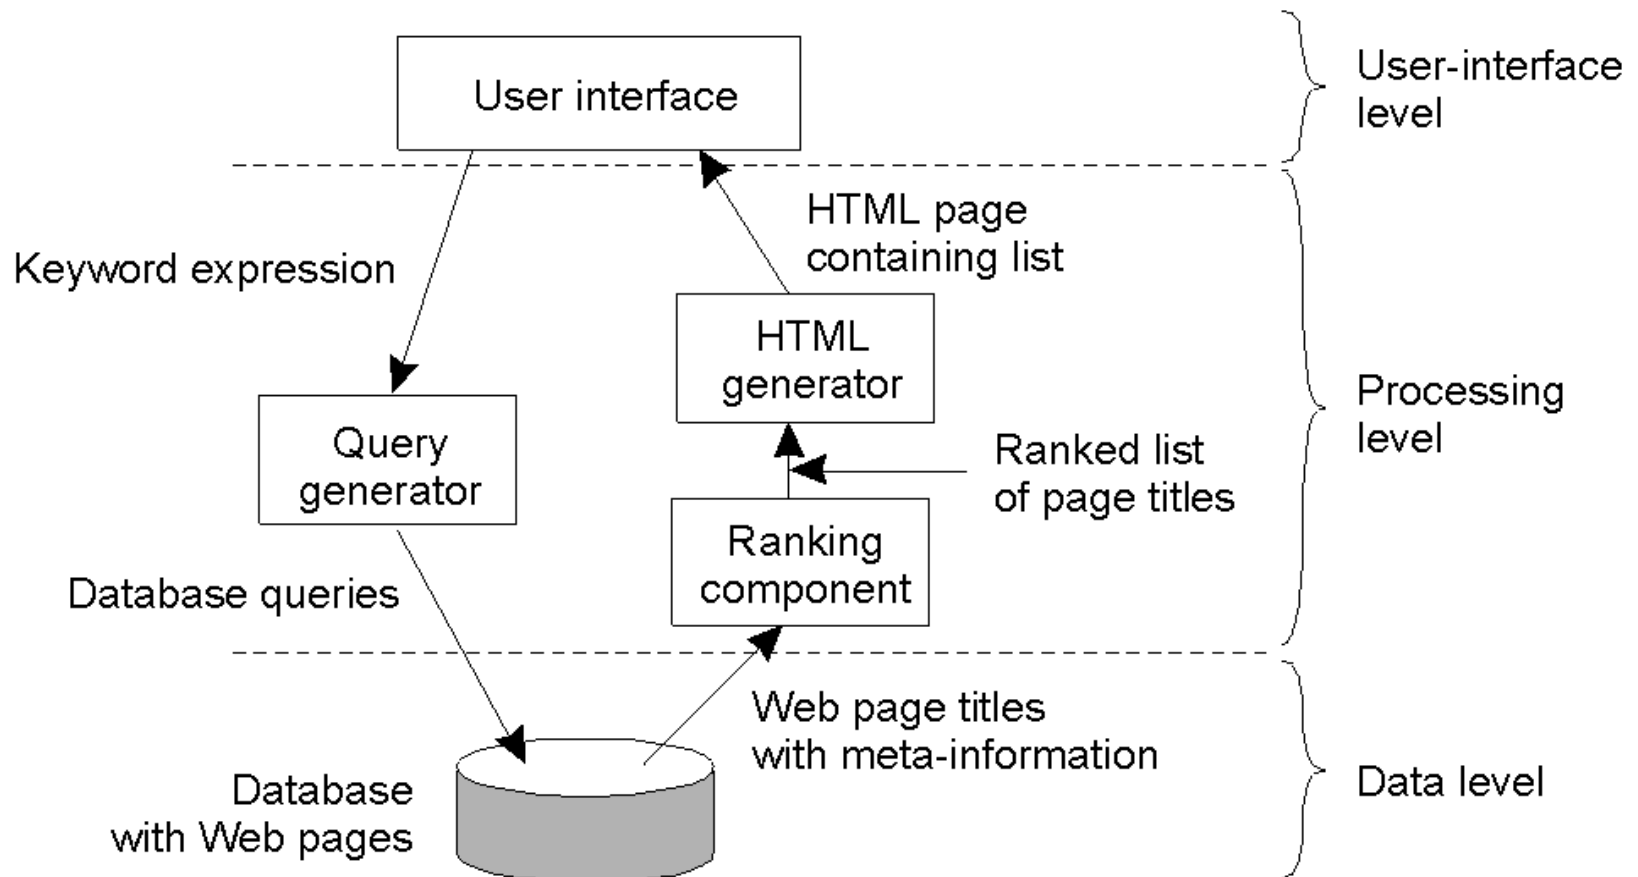 User interface
User-interface
level
HTML page
containing list
Keyword expression
HTML
generator
Processing
level
Query
generator
Ranked list
of page titles
Ranking
component
Database queries
Web page titles
with meta-information
Database
with Web pages
Data level